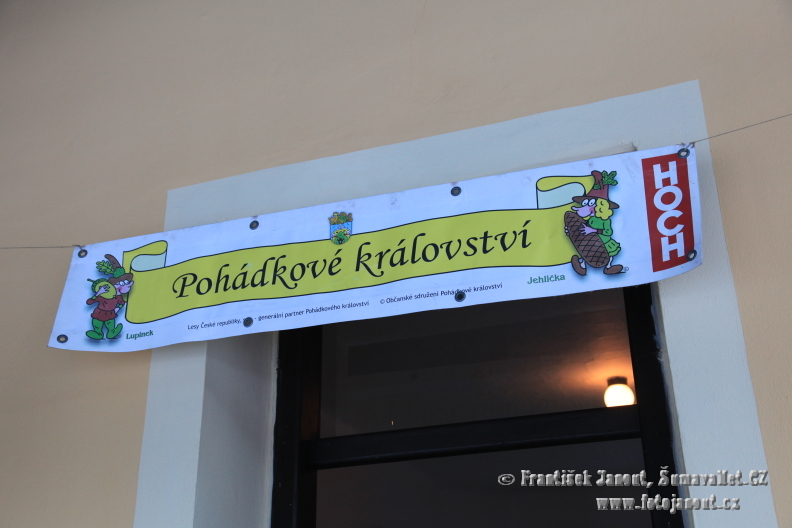 Pohádkové království
HOCH
Lupínek
Jehlička
Lesy České republiky, - generální partner Pohádkového království © Občanské sdružení Pohádkové království
© František Janout, Šumavanet.CZ
www.fotojanout.cz